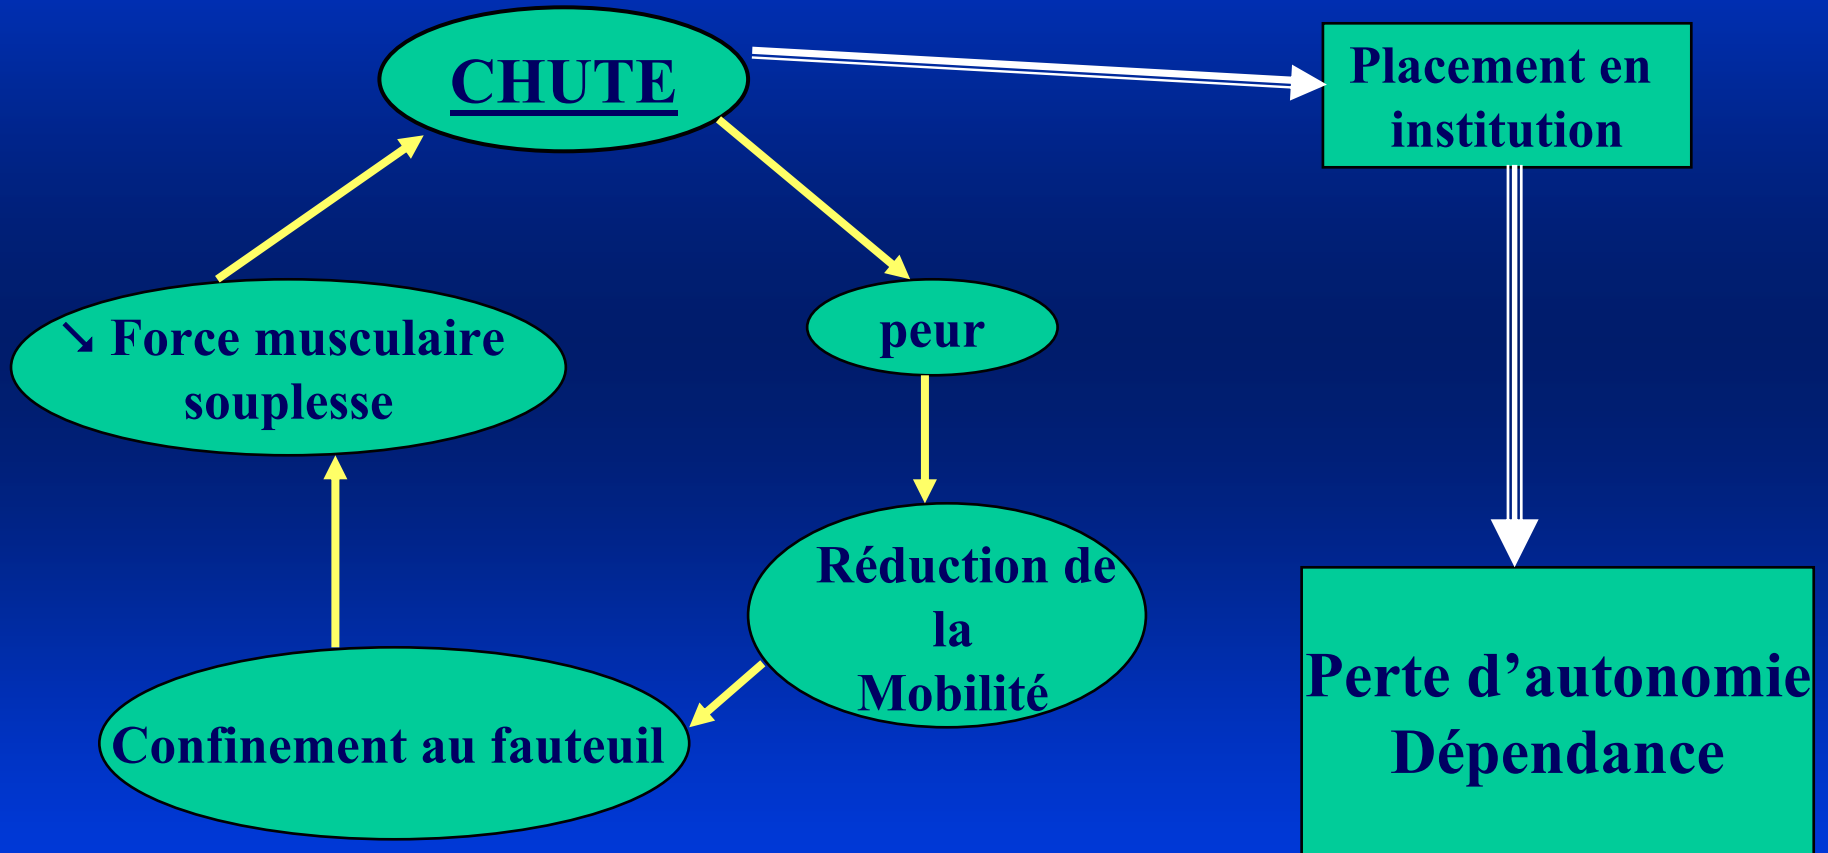 CHUTE
Placement en
institution
↘ Force musculaire
souplesse
peur
Réduction de
la
Mobilité
Confinement au fauteuil
Perte d’autonomie
Dépendance